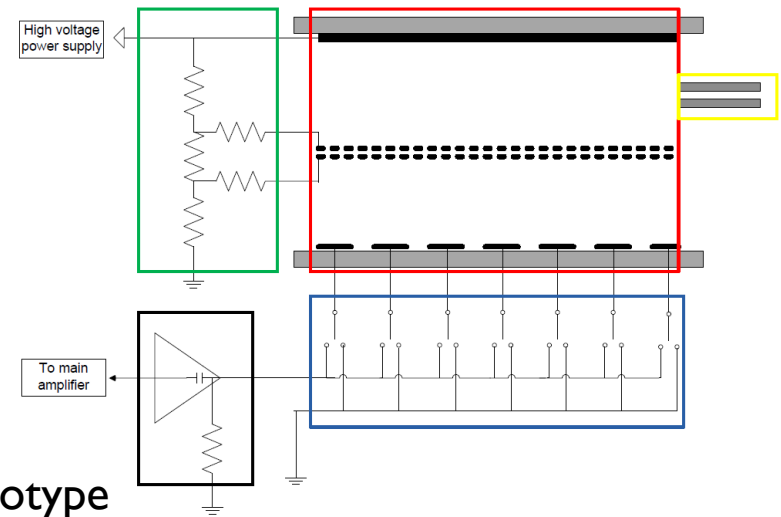 High voltage
power supply
To main
amplifier
otype